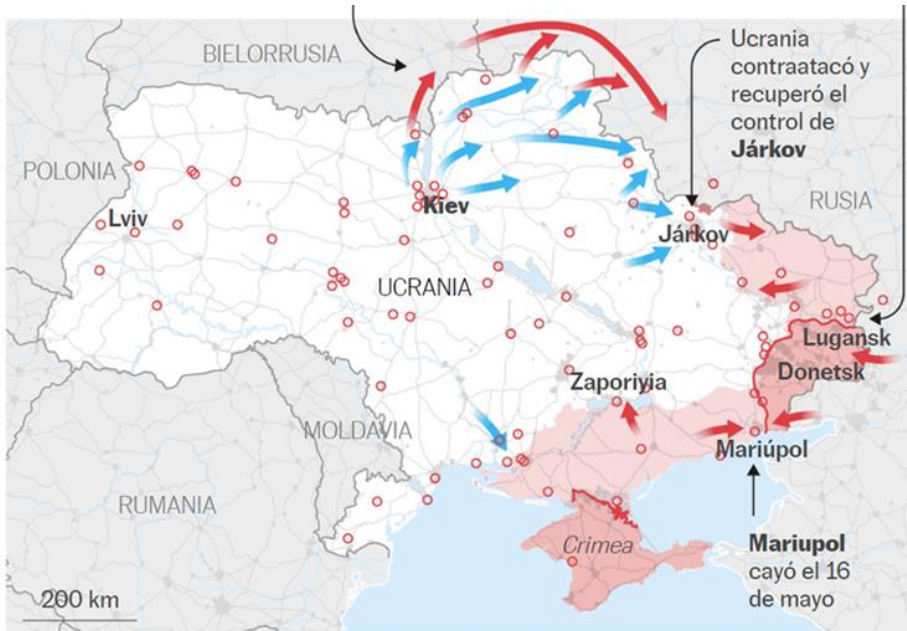 BIELORRUSIA
Ucrania
contraatacó y
recuperó el
control de
Járkov
POLONIA
RUSIA
Lviv
Kiev
Járkov
UCRANIA
Lugansk
Donetsk
Zaporiyia
MOLDAVIA
Mariúpol
RUMANIA
Crimea
Mariupol
cayó el 16
de mayo
200 km